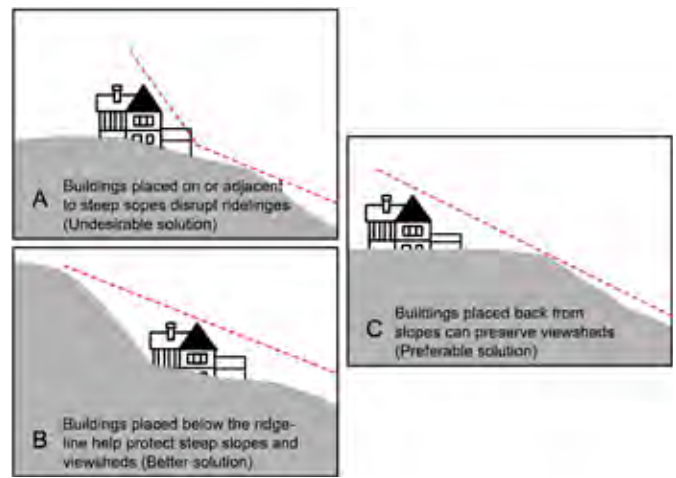 A
Buildings placed on or adjacent
to steep sopes disrupt ridelinges
(Undesirable solution)
B
Buildings placed below the ridge-
line help protect steep slopes and
viewsheds (Better solution)
C
Buildings placed back from
slopes can preserve viewsheds
(Preferable solution)